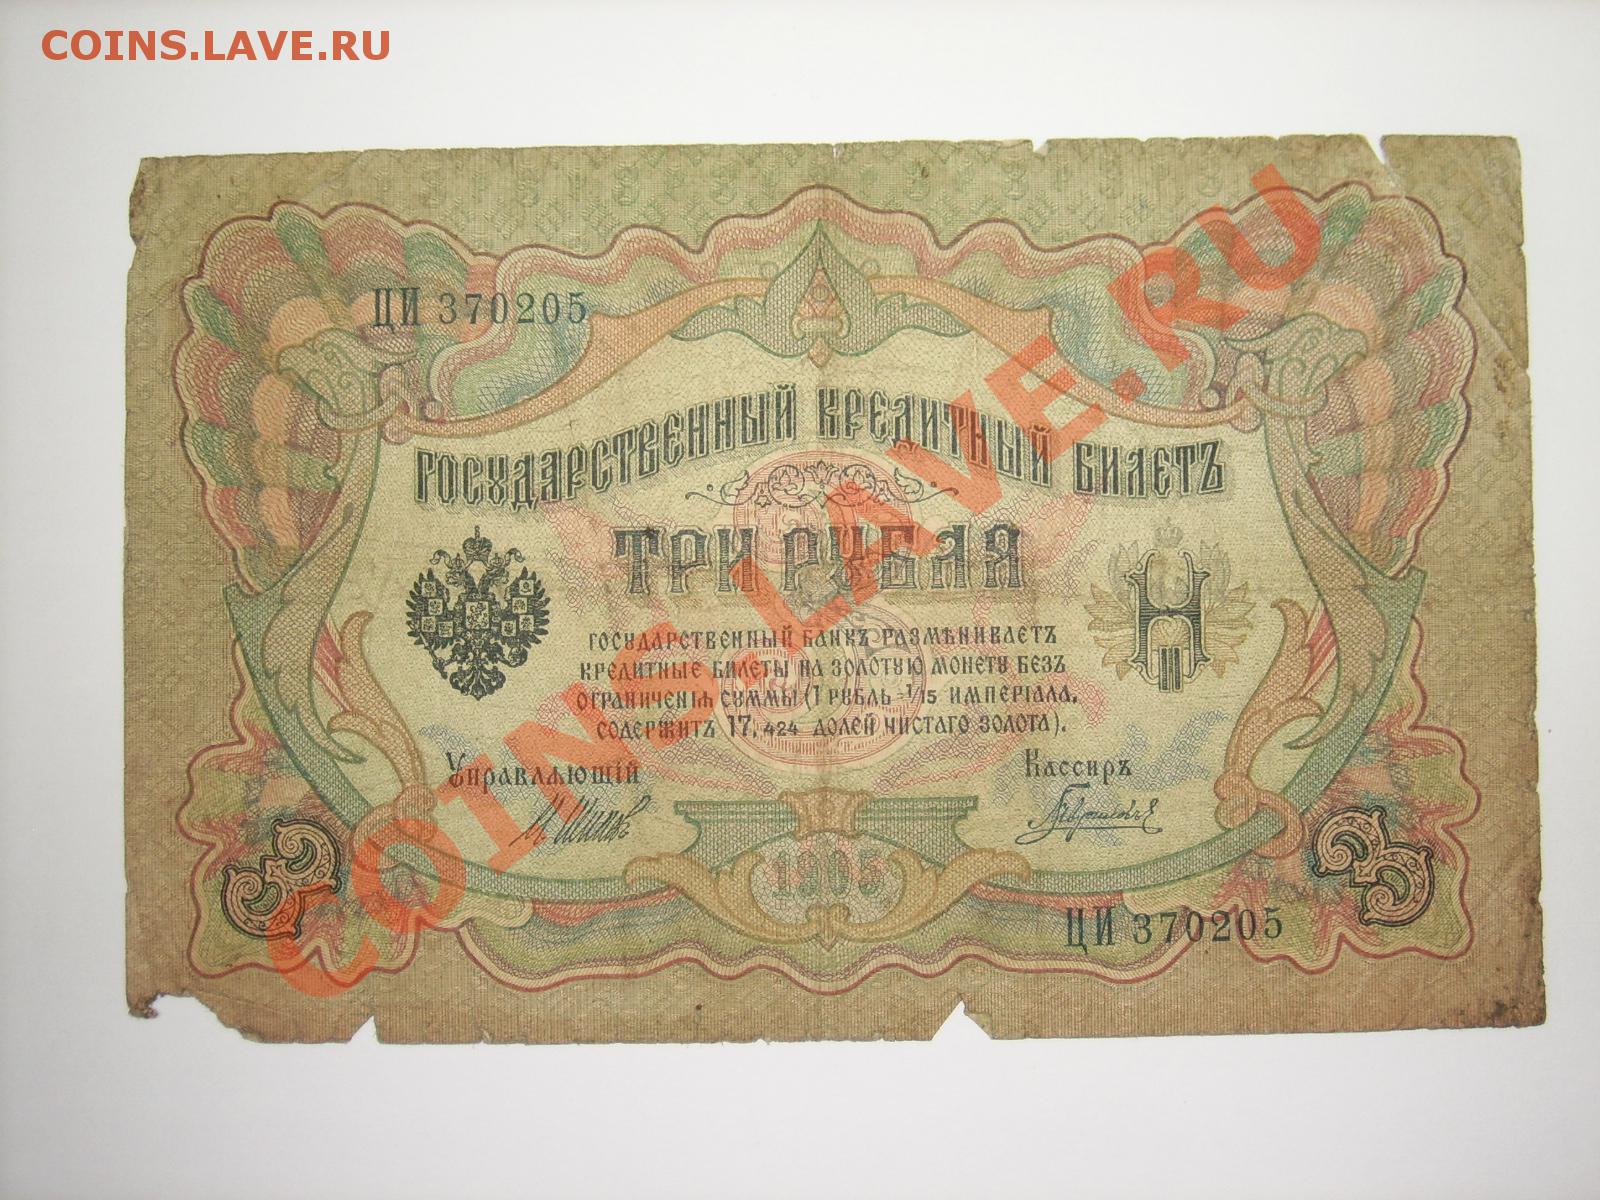 COINS.LAVE.RU
ЦИ 370205
ГОСУДАРСТВЕННЫЙ КРЕДИТНЫЙ БИЛЕТЪ
ТРИ РУБЛЯ
ГОСУДАРСТВЕННЫЙ БАНКЪ РАЗМѢНИВАЕТЪ
КРЕДИТНЫЕ БИЛЕТЫ НА ЗОЛОТУЮ МОНЕТУ БЕЗЪ
ОГРАНИЧЕНІЯ СУММЫ (1 РУБЛЬ = 1/15 ИМПЕРІАЛА,
СОДЕРЖИТЪ 17,424 ДОЛЕЙ ЧИСТАГО ЗОЛОТА).
Управляющій Кассиръ
3 1905 3
ЦИ 370205
COINS.LAVE.RU